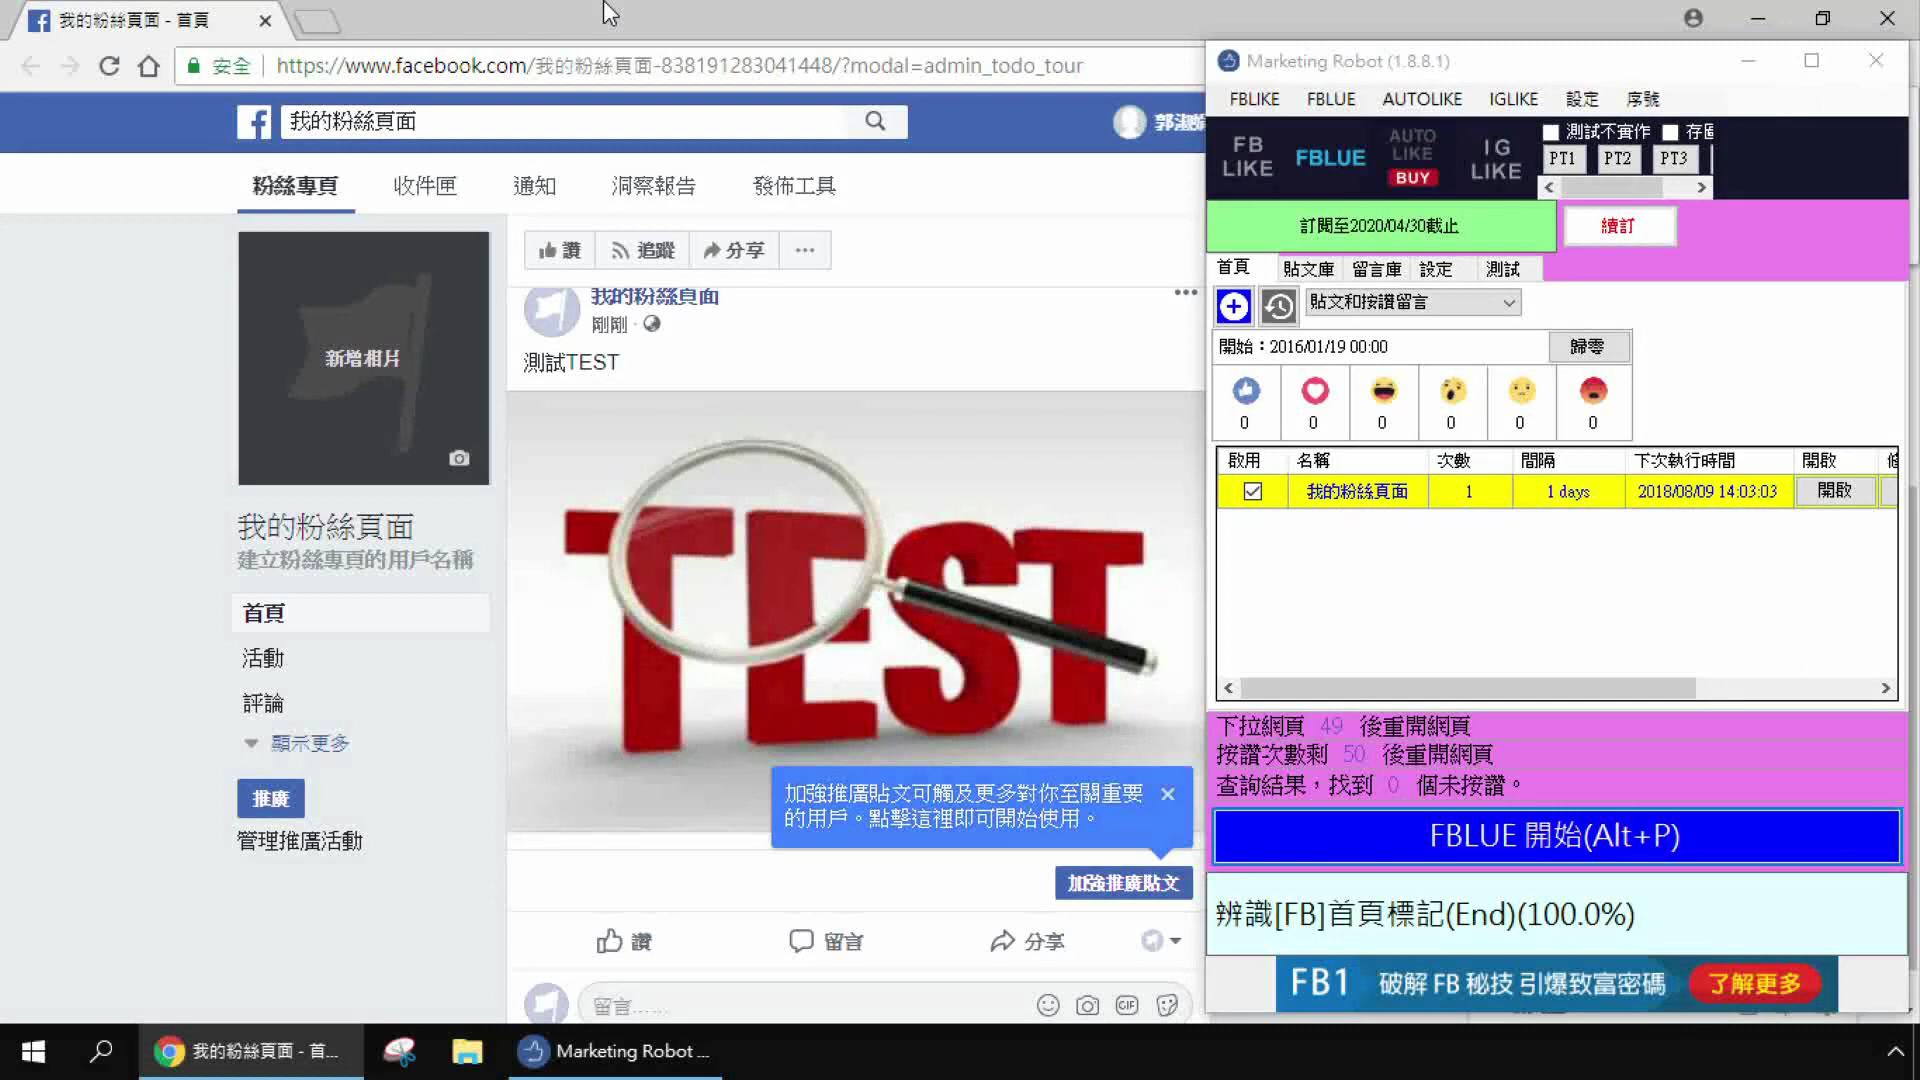 我的粉絲頁面 - 首頁
安全
https://www.facebook.com/我的粉絲頁面-838191283041448/?modal=admin_todo_tour
我的粉絲頁面
粉絲專頁
收件匣
通知
洞察報告
發佈工具
新增相片
我的粉絲頁面
建立粉絲專頁的用戶名稱
首頁
活動
評論
顯示更多
推廣
管理推廣活動
讚
追蹤
分享
我的粉絲頁面
剛剛 ·
測試TEST
TEST
加強推廣貼文可觸及更多對你至關重要
的用戶。點擊這裡即可開始使用。
加強推廣貼文
讚
留言
分享
留言......
GIF
Marketing Robot (1.8.8.1)
FBLIKE
FBLUE
AUTOLIKE
IGLIKE
設定
序號
FB
LIKE
FBLUE
AUTO
LIKE
BUY
IG
LIKE
測試不實作
PT1
PT2
PT3
訂閱至2020/04/30截止
續訂
首頁
貼文庫
留言庫
設定
測試
貼文和按讚留言
開始：2016/01/19 00:00
歸零
0
0
0
0
0
0
啟用
名稱
次數
間隔
下次執行時間
開啟
我的粉絲頁面
1
1 days
2018/08/09 14:03:03
開啟
下拉網頁 49 後重開網頁
按讚次數剩 50 後重開網頁
查詢結果，找到 0 個未按讚。
FBLUE 開始(Alt+P)
辨識[FB]首頁標記(End)(100.0%)
FB1 破解 FB 秘技 引爆致富密碼
了解更多
我的粉絲頁面 - 首...
Marketing Robot ...